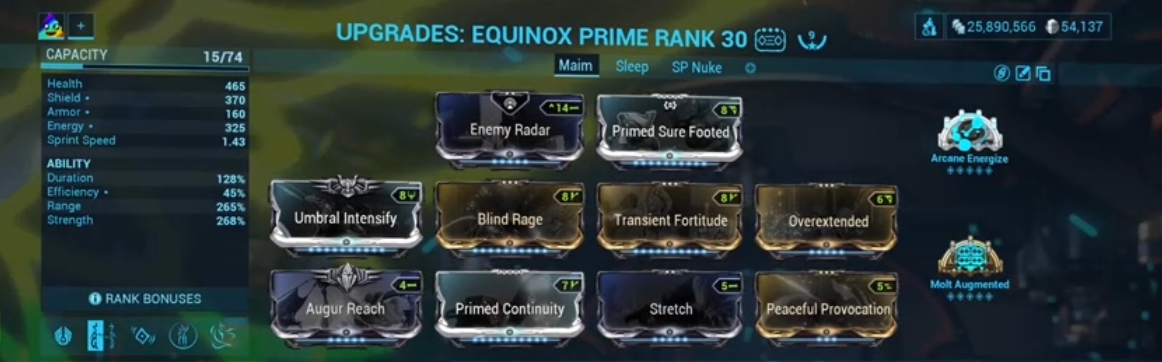 UPGRADES: EQUINOX PRIME RANK 30
25,890,566 54,137
CAPACITY 15/74
Maim Sleep SP Nuke
Health 465
Shield • 370
Armor • 160
Energy • 325
Sprint Speed 1.43
ABILITY
Duration 128%
Efficiency • 45%
Range 265%
Strength 268%
14
Enemy Radar
8
Primed Sure Footed
Arcane Energize
8
Umbral Intensify
8
Blind Rage
8
Transient Fortitude
6
Overextended
4
Augur Reach
7
Primed Continuity
5
Stretch
5
Peaceful Provocation
Molt Augmented
RANK BONUSES